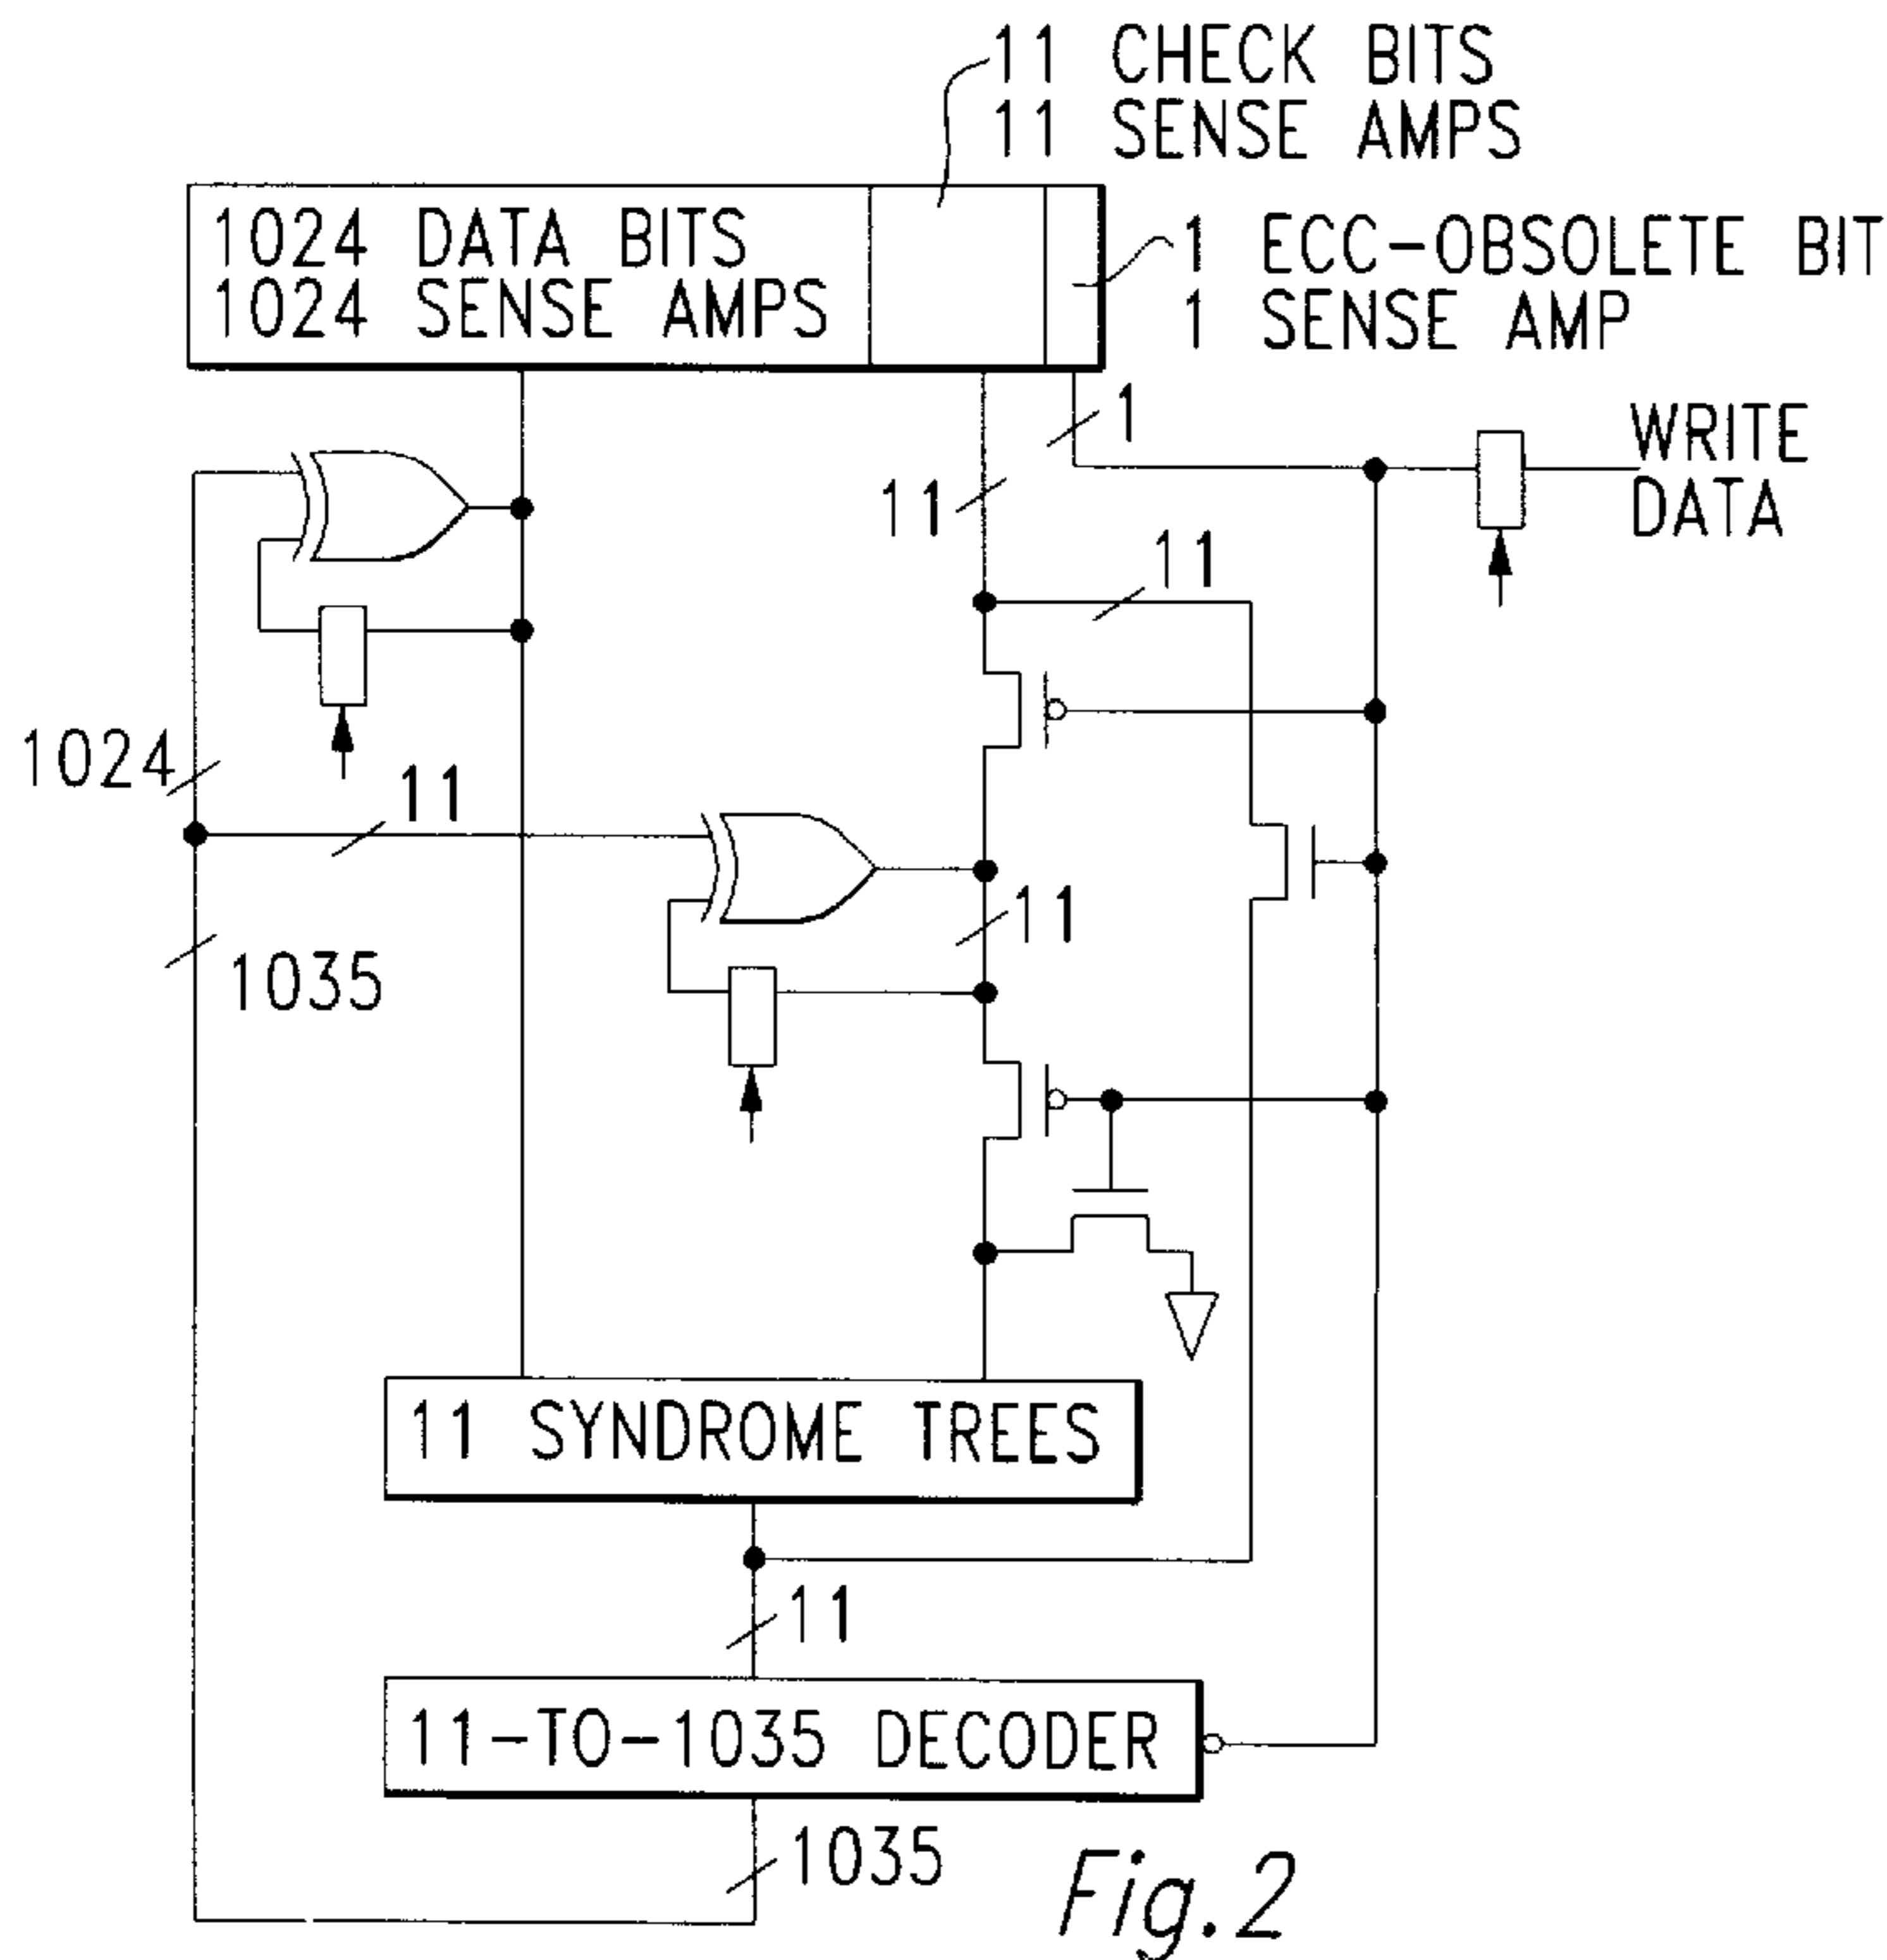 11 CHECK BITS
11 SENSE AMPS
1024 DATA BITS
1024 SENSE AMPS
1 ECC-OBSOLETE BIT
1 SENSE AMP
1
WRITE
DATA
11
11
1024
11
11
1035
11 SYNDROME TREES
11
11-TO-1035 DECODER
1035
Fig.2